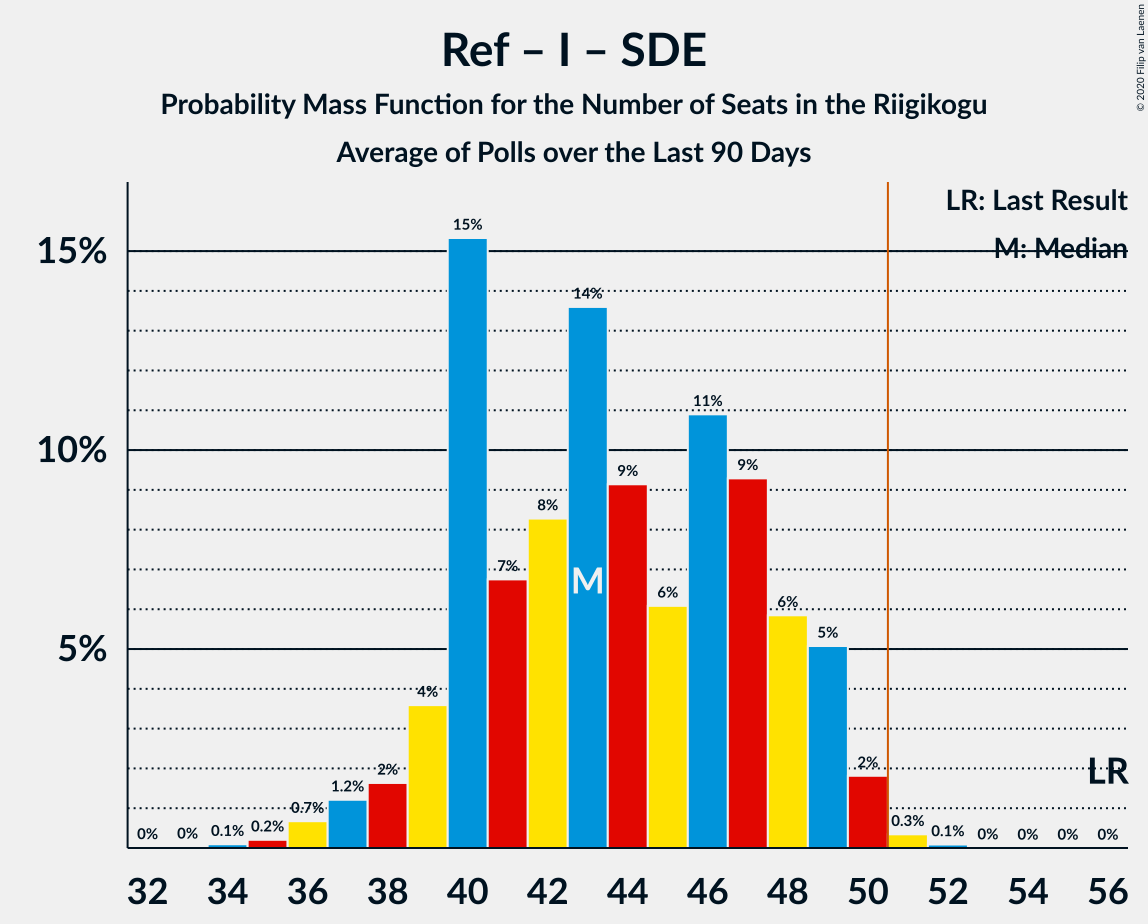 Ref – I – SDE
Probability Mass Function for the Number of Seats in the Riigikogu
Average of Polls over the Last 90 Days
© 2020 Filip van Laenen
LR: Last Result
M: Median
15%
10%
5%
0% 0% 0.1% 0.2% 0.7% 1.2% 2% 4% 15% 7% 8% 14% 9% 6% 11% 9% 6% 5% 2% 0.3% 0.1% 0% 0% 0% 0%
M
LR
32 34 36 38 40 42 44 46 48 50 52 54 56